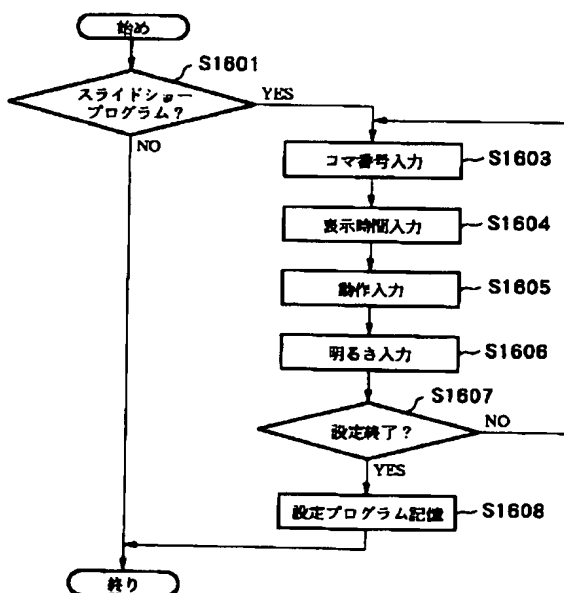 始め
S1601
スライドショー
プログラム?
YES
NO
コマ番号入力
S1603
表示時間入力
S1604
動作入力
S1605
明るさ入力
S1606
S1607
設定終了?
NO
YES
設定プログラム記憶
S1608
終り